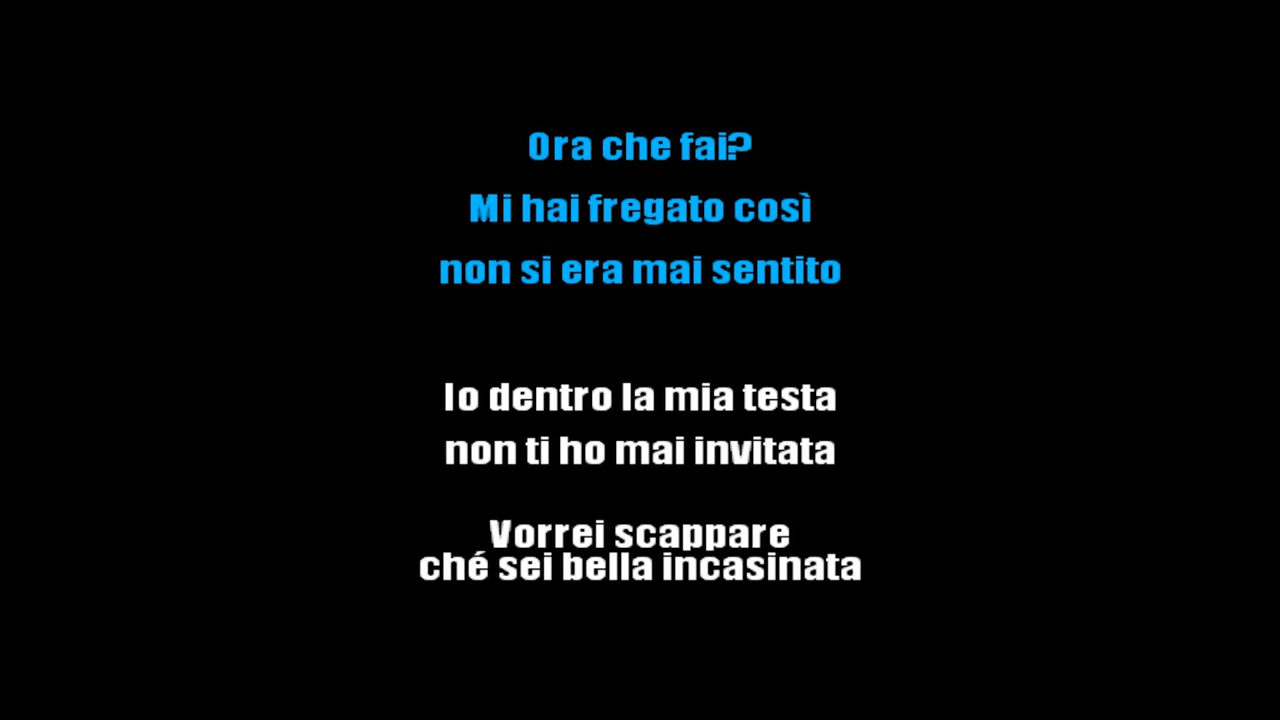 Ora che fai?
Mi hai fregato così
non si era mai sentito
Io dentro la mia testa
non ti ho mai invitata
Vorrei scappare
ché sei bella incasinata